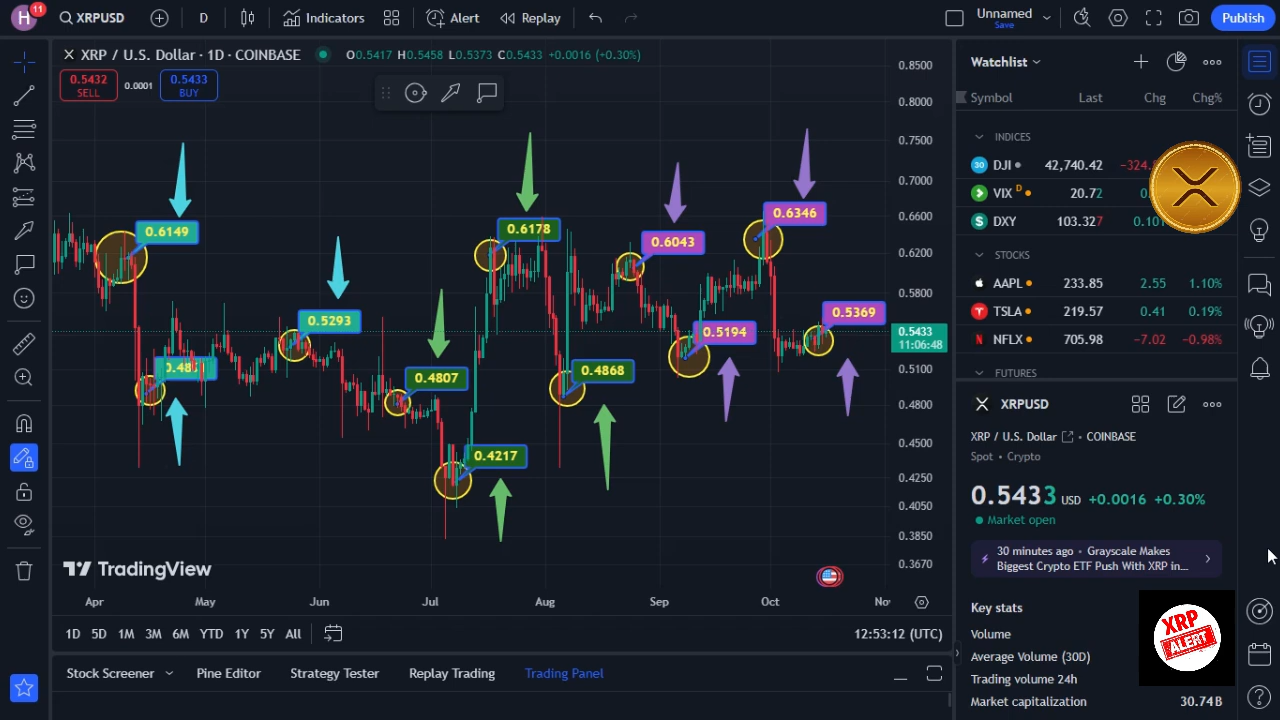 H
11
XRPUSD
D
Indicators
Alert
Replay
Unnamed
Save
Publish
XRP / U.S. Dollar · 1D · COINBASE
O0.5417 H0.5458 L0.5373 C0.5433 +0.0016 (+0.30%)
0.5432
SELL
0.0001
0.5433
BUY
0.8500
0.8000
0.7500
0.7000
0.6600
0.6200
0.5800
0.5433
11:06:48
0.5100
0.4800
0.4500
0.4250
0.4050
0.3850
0.3670
0.6149
0.5293
0.4807
0.4217
0.6178
0.4868
0.6043
0.5194
0.6346
0.5369
TradingView
Apr May Jun Jul Aug Sep Oct
1D 5D 1M 3M 6M YTD 1Y 5Y All
12:53:12 (UTC)
Stock Screener
Pine Editor
Strategy Tester
Replay Trading
Trading Panel
Watchlist
Symbol Last Chg Chg%
INDICES
30 DJI 42,740.42
VIX D 20.72
DXY 103.327
STOCKS
AAPL 233.85 2.55 1.10%
TSLA 219.57 0.41 0.19%
NFLX 705.98 −7.02 −0.98%
FUTURES
XRPUSD
XRP / U.S. Dollar COINBASE
Spot • Crypto
0.5433 USD +0.0016 +0.30%
Market open
30 minutes ago • Grayscale Makes
Biggest Crypto ETF Push With XRP in...
Key stats
Volume
Average Volume (30D)
Trading volume 24h
Market capitalization 30.74B
XRP
ALERT